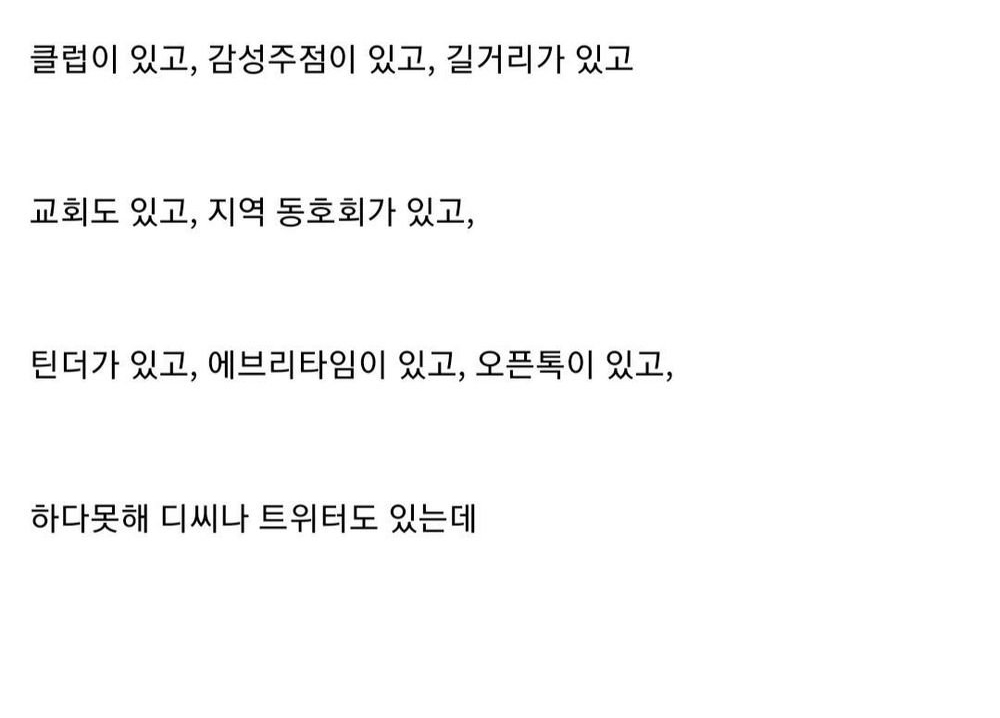 클럽이 있고, 감성주점이 있고, 길거리가 있고
교회도 있고, 지역 동호회가 있고,
틴더가 있고, 에브리타임이 있고, 오픈톡이 있고,
하다못해 디씨나 트위터도 있는데